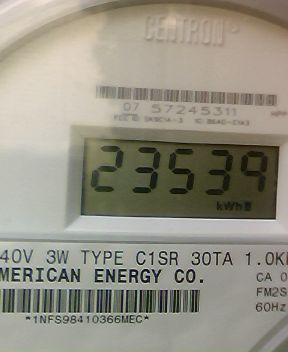 CENTRON®
07 57245311
23539
kWh
40V 3W TYPE C1SR 30TA 1.0K
MERICAN ENERGY CO.
CA 0
FM2S
60Hz
*1NFS98410366MEC*